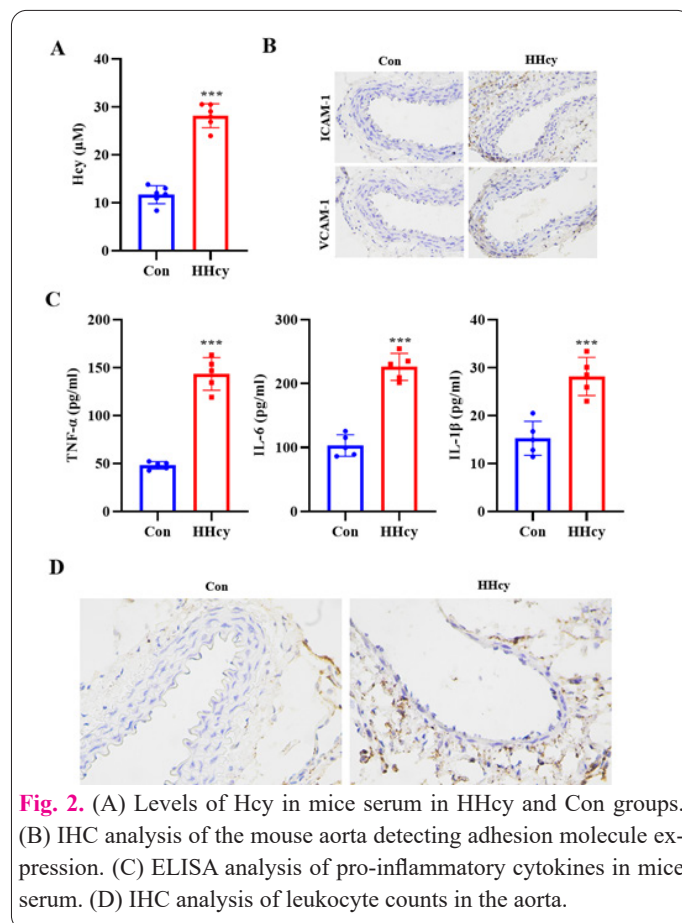 A
Hcy (μM)
40
30
20
10
0
***
Con
HHcy
B
Con
HHcy
ICAM-1
VCAM-1
C
TNF-α (pg/ml)
200
150
100
50
0
***
Con
HHcy
IL-6 (pg/ml)
300
200
100
0
***
Con
HHcy
IL-1β (pg/ml)
40
30
20
10
0
***
Con
HHcy
D
Con
HHcy
Fig. 2. (A) Levels of Hcy in mice serum in HHcy and Con groups.
(B) IHC analysis of the mouse aorta detecting adhesion molecule ex-
pression. (C) ELISA analysis of pro-inflammatory cytokines in mice
serum. (D) IHC analysis of leukocyte counts in the aorta.